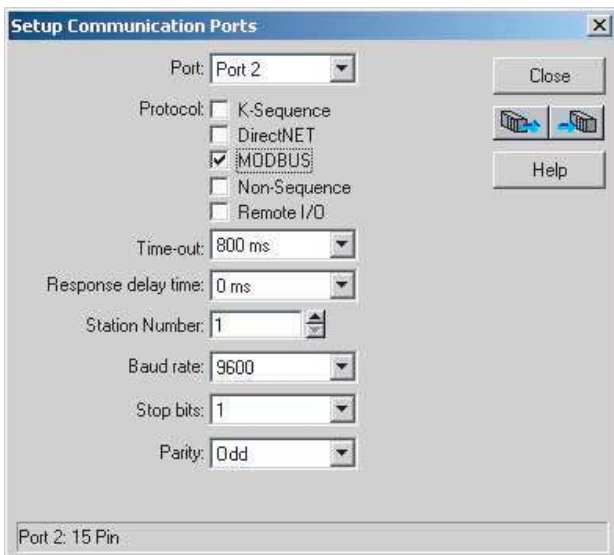 Setup Communication Ports
Port: Port 2
Close
Protocol: K-Sequence
DirectNET
MODBUS
Non-Sequence
Remote I/O
Help
Time-out: 800 ms
Response delay time: 0 ms
Station Number: 1
Baud rate: 9600
Stop bits: 1
Parity: Odd
Port 2: 15 Pin